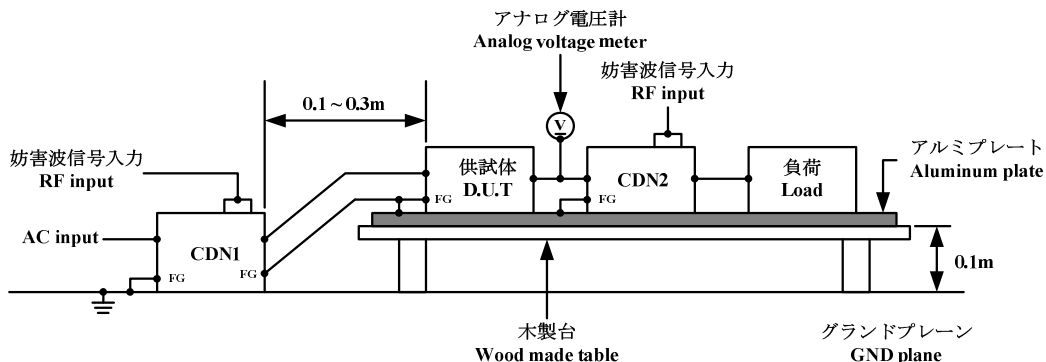 アナログ電圧計
Analog voltage meter
妨害波信号入力
RF input
0.1~0.3m
V
アルミプレート
Aluminum plate
妨害波信号入力
RF input
供試体
D.U.T
FG
CDN2
FG
負荷
Load
AC input
CDN1
FG
FG
0.1m
木製台
Wood made table
グランドプレーン
GND plane